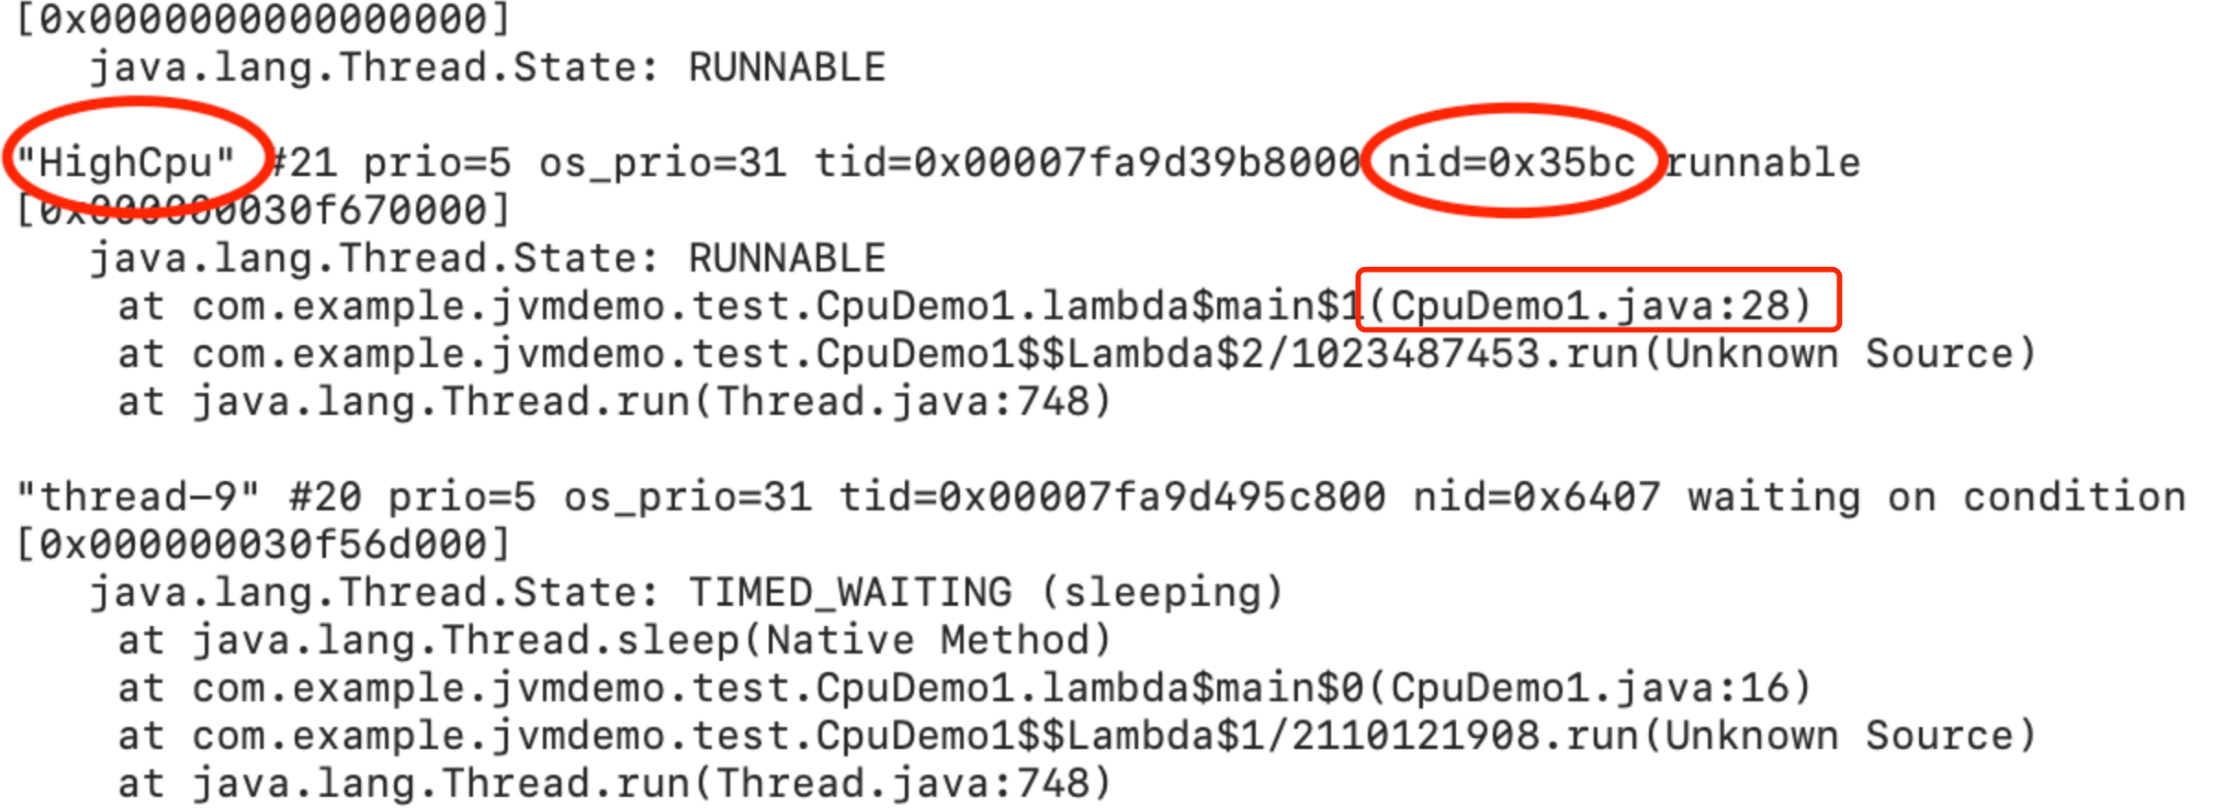 [0x0000000000000000]
java.lang.Thread.State: RUNNABLE
"HighCpu" #21 prio=5 os_prio=31 tid=0x00007fa9d39b8000 nid=0x35bc runnable
[0x000000030f670000]
java.lang.Thread.State: RUNNABLE
at com.example.jvmdemo.test.CpuDemo1.lambda$main$1(CpuDemo1.java:28)
at com.example.jvmdemo.test.CpuDemo1$$Lambda$2/1023487453.run(Unknown Source)
at java.lang.Thread.run(Thread.java:748)
"thread-9" #20 prio=5 os_prio=31 tid=0x00007fa9d495c800 nid=0x6407 waiting on condition
[0x000000030f56d000]
java.lang.Thread.State: TIMED_WAITING (sleeping)
at java.lang.Thread.sleep(Native Method)
at com.example.jvmdemo.test.CpuDemo1.lambda$main$0(CpuDemo1.java:16)
at com.example.jvmdemo.test.CpuDemo1$$Lambda$1/2110121908.run(Unknown Source)
at java.lang.Thread.run(Thread.java:748)